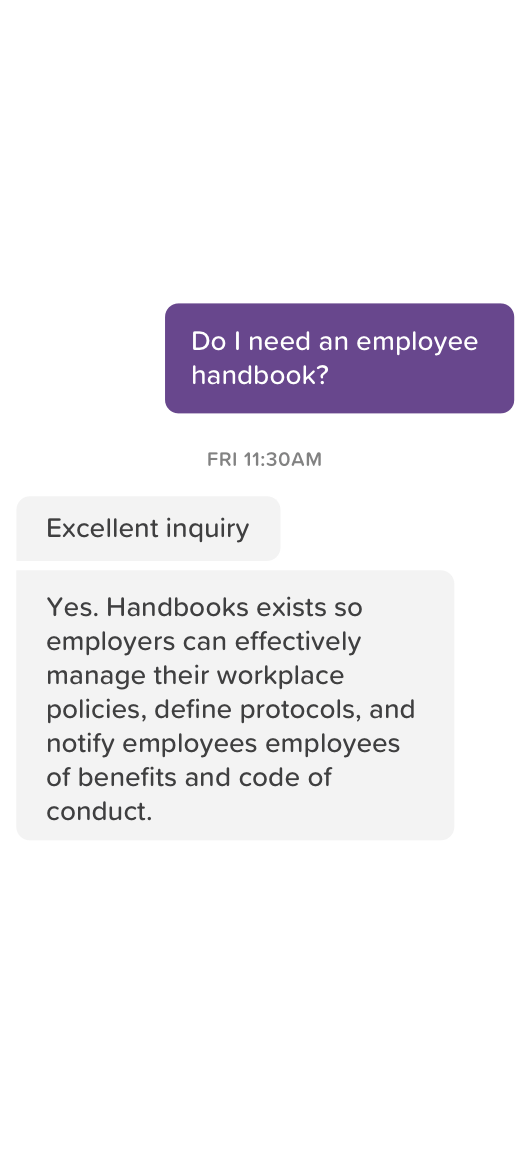 Do I need an employee
handbook?
FRI 11:30AM
Excellent inquiry
Yes. Handbooks exists so
employers can effectively
manage their workplace
policies, define protocols, and
notify employees employees
of benefits and code of
conduct.